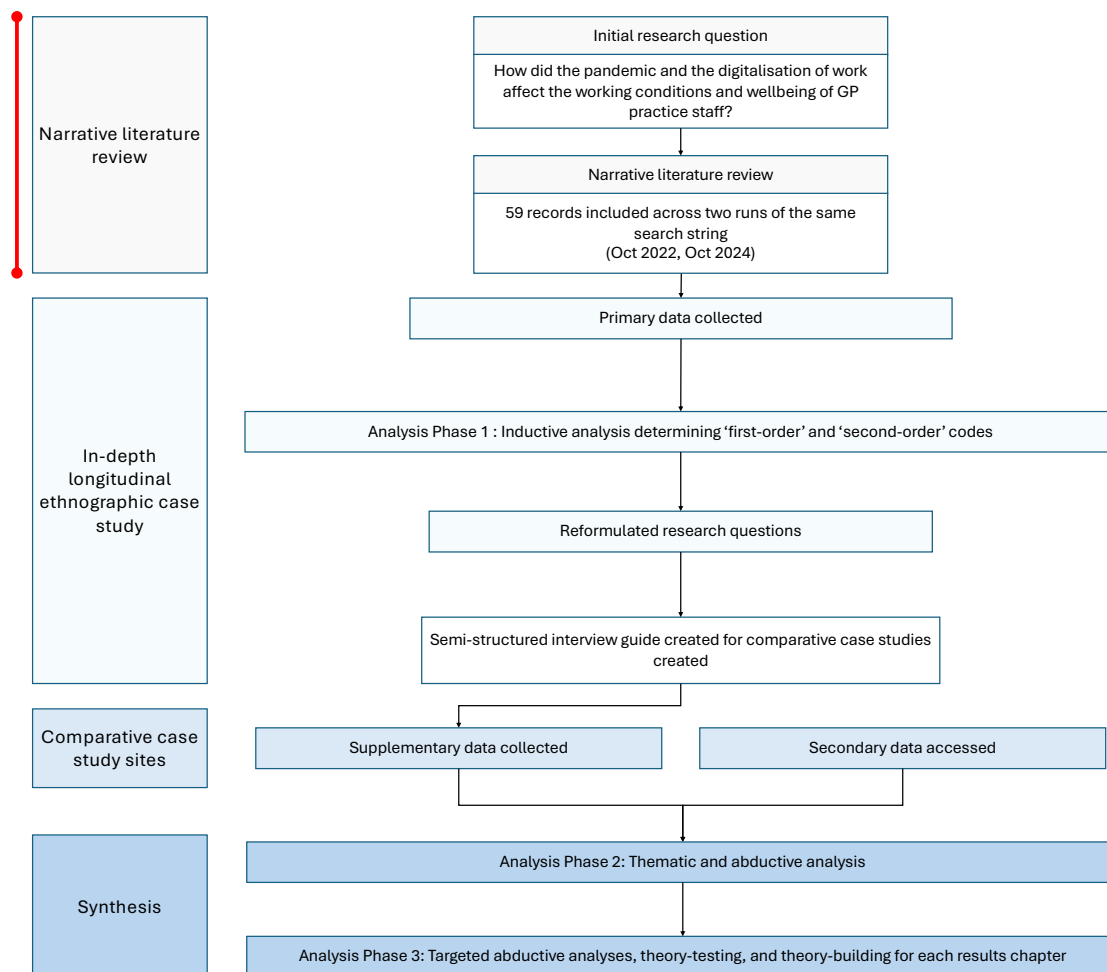 Narrative literature
review
Initial research question
How did the pandemic and the digitalisation of work
affect the working conditions and wellbeing of GP
practice staff?
Narrative literature review
59 records included across two runs of the same
search string
(Oct 2022, Oct 2024)
In-depth
longitudinal
ethnographic case
study
Primary data collected
Analysis Phase 1 : Inductive analysis determining ‘first-order’ and ‘second-order’ codes
Reformulated research questions
Semi-structured interview guide created for comparative case studies
created
Comparative case
study sites
Supplementary data collected
Secondary data accessed
Synthesis
Analysis Phase 2: Thematic and abductive analysis
Analysis Phase 3: Targeted abductive analyses, theory-testing, and theory-building for each results chapter